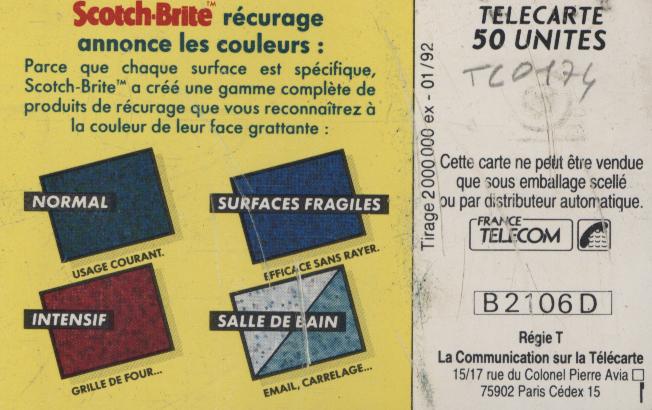 Scotch-Brite™ récurage
annonce les couleurs :
Parce que chaque surface est spécifique,
Scotch-Brite™ a créé une gamme complète de
produits de récurage que vous reconnaîtrez à
la couleur de leur face grattante :
NORMAL
USAGE COURANT.
SURFACES FRAGILES
EFFICACE SANS RAYER.
INTENSIF
GRILLE DE FOUR...
SALLE DE BAIN
EMAIL, CARRELAGE...
Tirage 2 000 000 ex - 01/92
TELECARTE
50 UNITES
TC0174
Cette carte ne peut être vendue
que sous emballage scellé
ou par distributeur automatique.
FRANCE
TELECOM
B2106D
Régie T
La Communication sur la Télécarte
15/17 rue du Colonel Pierre Avia
75902 Paris Cédex 15